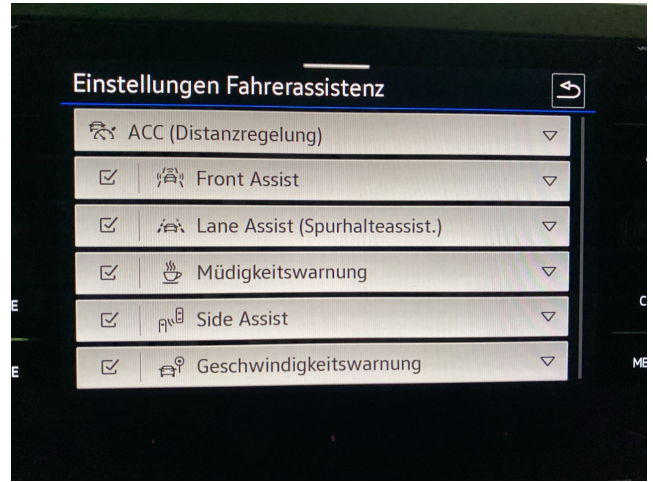 Einstellungen Fahrerassistenz
ACC (Distanzregelung)
Front Assist
Lane Assist (Spurhalteassist.)
Müdigkeitswarnung
Side Assist
Geschwindigkeitswarnung